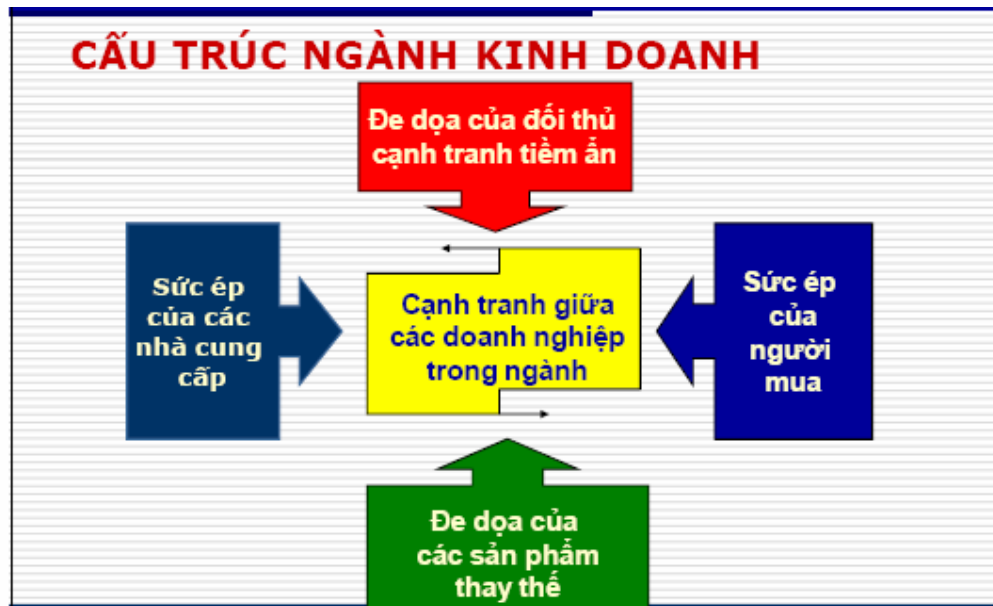 CẤU TRÚC NGÀNH KINH DOANH
Đe dọa của đối thủ
cạnh tranh tiềm ẩn
Sức ép
của các
nhà cung
cấp
Cạnh tranh giữa
các doanh nghiệp
trong ngành
Sức ép
của
người
mua
Đe dọa của
các sản phẩm
thay thế